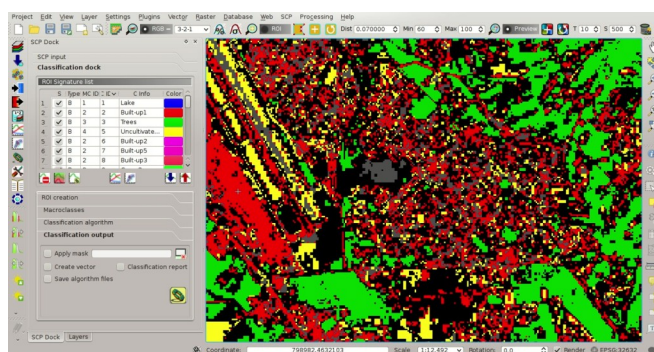 Project Edit View Layer Settings Plugins Vector Raster Database Web SCP Processing Help
RGB = 3-2-1 ROI Dist 0.070000 Min 60 Max 100 Preview T 10 S 500
SCP Dock
SCP input
Classification dock
ROI Signature list
S Type MC ID C Info Color
1 B 1 1 Lake
2 B 2 2 Built-up1
3 B 3 3 Trees
4 B 4 5 Uncultivate...
5 B 2 6 Built-up2
6 B 2 7 Built-up5
7 B 2 8 Built-up3
ROI creation
Macroclasses
Classification algorithm
Classification output
Apply mask
Create vector Classification report
Save algorithm files
SCP Dock Layers
Coordinate: 798982,4632103 Scale 1:12,492 Rotation: 0,0 Render EPSG:32632